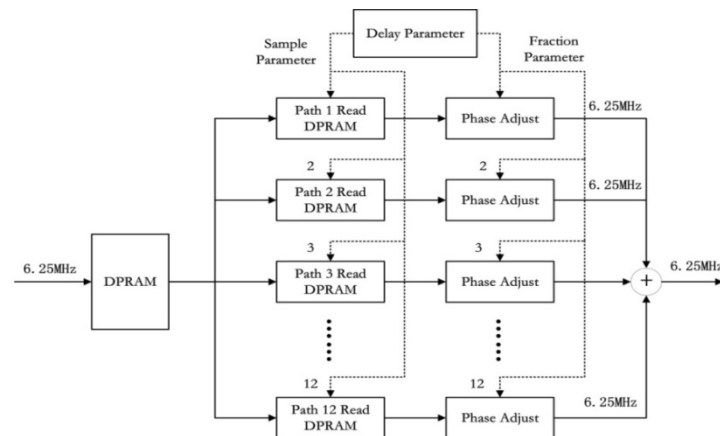 Delay Parameter
Sample
Parameter
Fraction
Parameter
Path 1 Read
DPRAM
Phase Adjust
6.25MHz
2
2
Path 2 Read
DPRAM
Phase Adjust
6.25MHz
3
3
6.25MHz
DPRAM
Path 3 Read
DPRAM
Phase Adjust
+
6.25MHz
12
12
Path 12 Read
DPRAM
Phase Adjust
6.25MHz